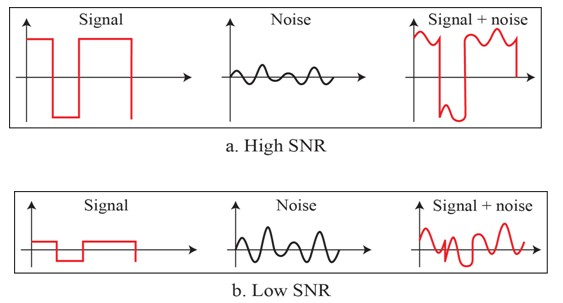 Signal
Noise
Signal + noise
a. High SNR
Signal
Noise
Signal + noise
b. Low SNR